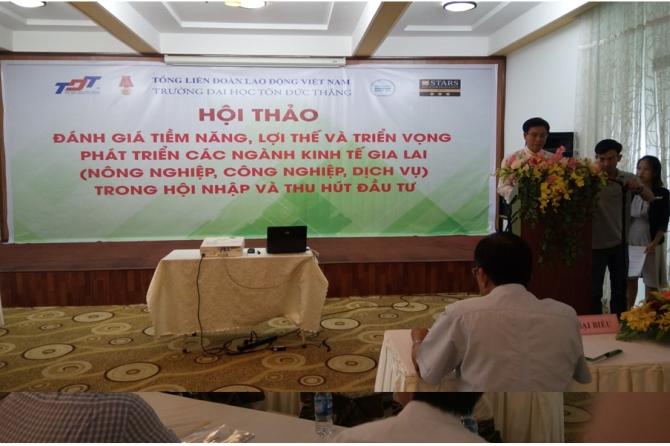 TDT
TỔNG LIÊN ĐOÀN LAO ĐỘNG VIỆT NAM
TRƯỜNG ĐẠI HỌC TÔN ĐỨC THẮNG
STARS
HỘI THẢO
ĐÁNH GIÁ TIỀM NĂNG, LỢI THẾ VÀ TRIỂN VỌNG
PHÁT TRIỂN CÁC NGÀNH KINH TẾ GIA LAI
(NÔNG NGHIỆP, CÔNG NGHIỆP, DỊCH VỤ)
TRONG HỘI NHẬP VÀ THU HÚT ĐẦU TƯ
ĐẠI BIỂU